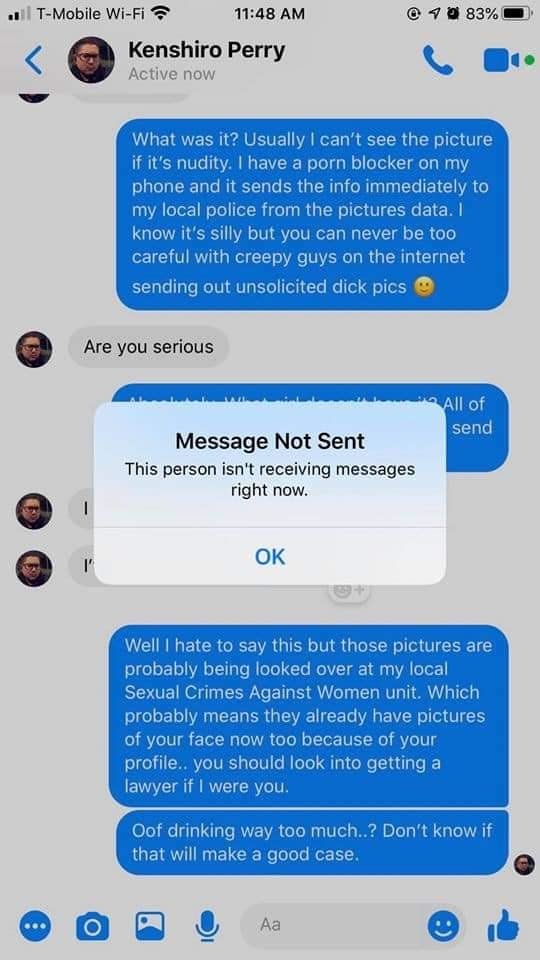 T-Mobile Wi-Fi 11:48 AM 83%
Kenshiro Perry
Active now
What was it? Usually I can't see the picture
if it's nudity. I have a porn blocker on my
phone and it sends the info immediately to
my local police from the pictures data. I
know it's silly but you can never be too
careful with creepy guys on the internet
sending out unsolicited dick pics
Are you serious
All of
send
Message Not Sent
This person isn't receiving messages
right now.
OK
I
I'
Well I hate to say this but those pictures are
probably being looked over at my local
Sexual Crimes Against Women unit. Which
probably means they already have pictures
of your face now too because of your
profile.. you should look into getting a
lawyer if I were you.
Oof drinking way too much..? Don't know if
that will make a good case.
Aa